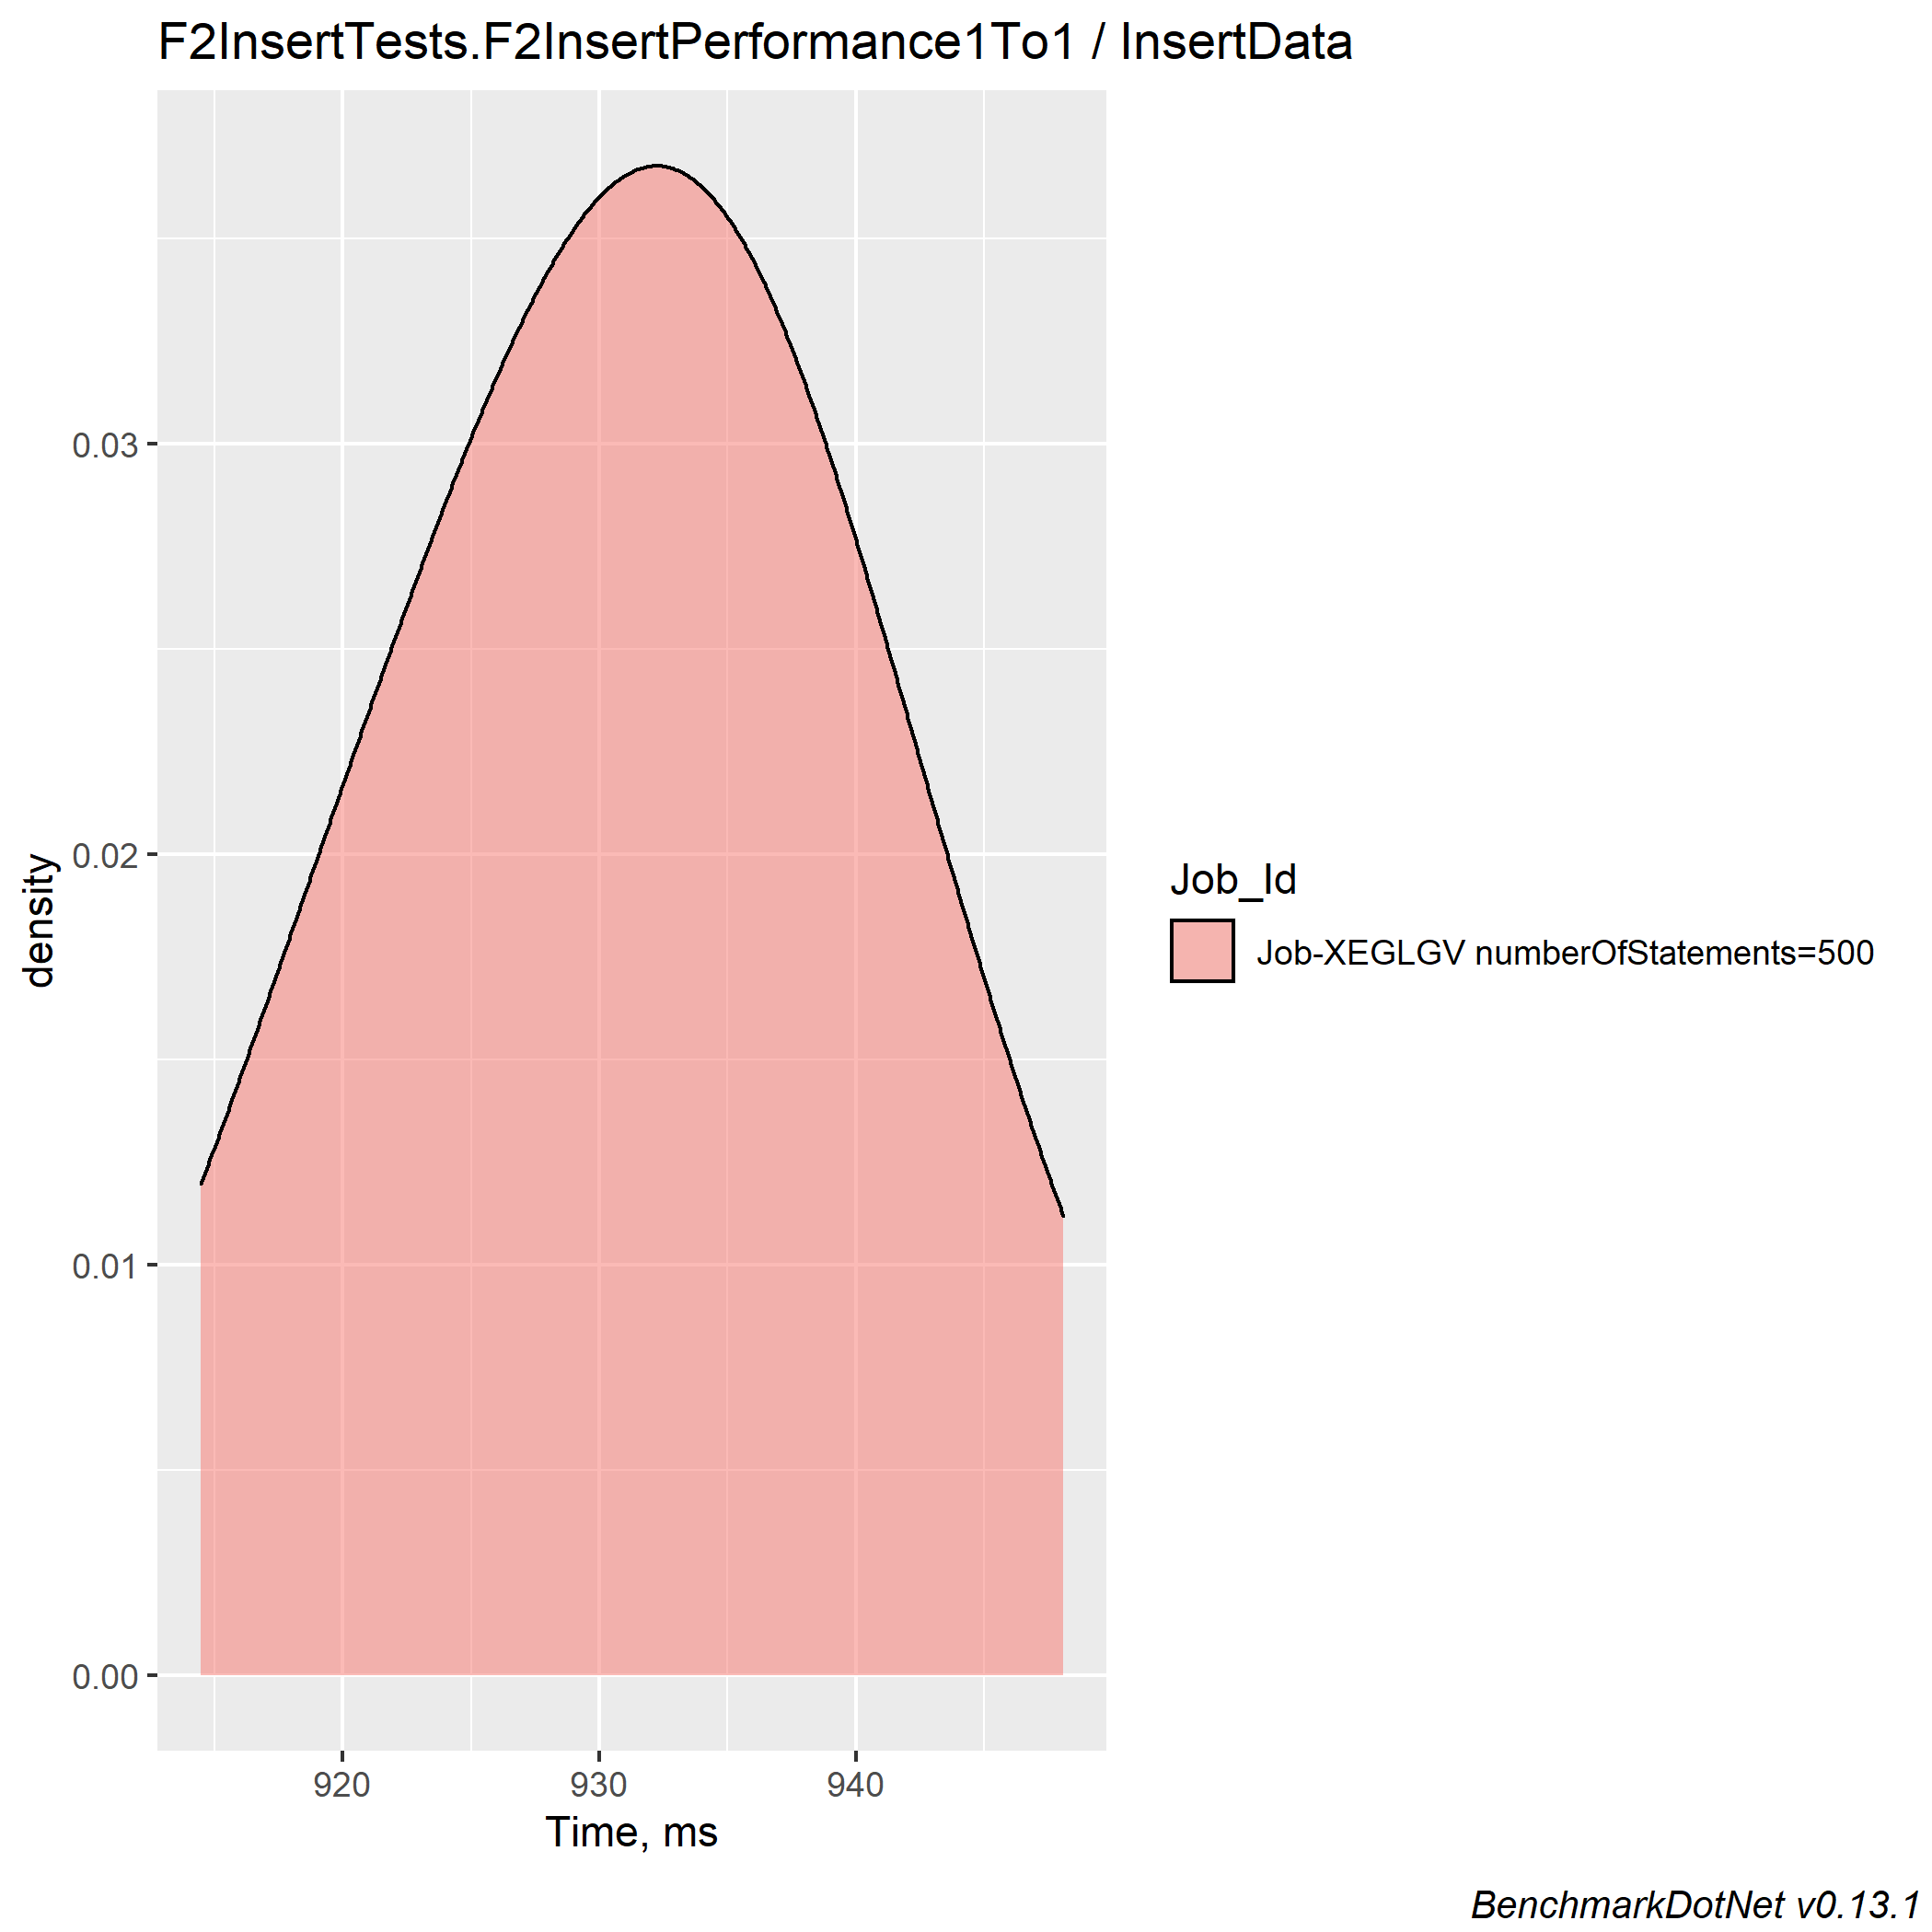 F2InsertTests.F2InsertPerformance1To1 / InsertData
density
0.03
0.02
0.01
0.00
920 930 940
Time, ms
Job_Id
Job-XEGLGV numberOfStatements=500
BenchmarkDotNet v0.13.1